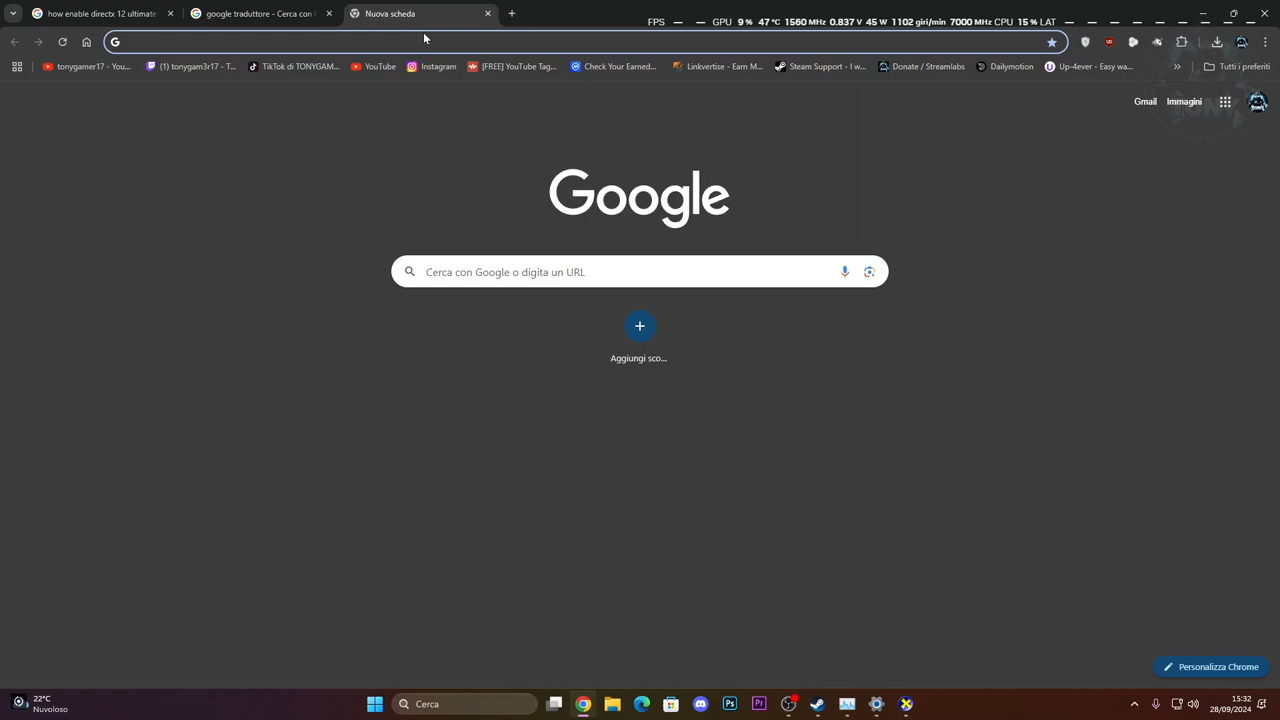 how enable directx 12 ultimate
google traduttore - Cerca con G
Nuova scheda
FPS — — GPU 9 % 47 °C 1560 MHz 0.837 V 45 W 1102 giri/min 7000 MHz CPU 15 % LAT — — — — — — — —
tonygamer17 - You...
(1) tonygam3r17 - T...
TikTok di TONYGAM...
YouTube
Instagram
[FREE] YouTube Tag...
Check Your Earned...
Linkvertise - Earn M...
Steam Support - I w...
Donate / Streamlabs
Dailymotion
Up-4ever - Easy wa...
»
Tutti i preferiti
Gmail
Immagini
TONY
Google
Cerca con Google o digita un URL
Aggiungi sco...
Personalizza Chrome
22°C
Nuvoloso
Cerca
15:32
28/09/2024